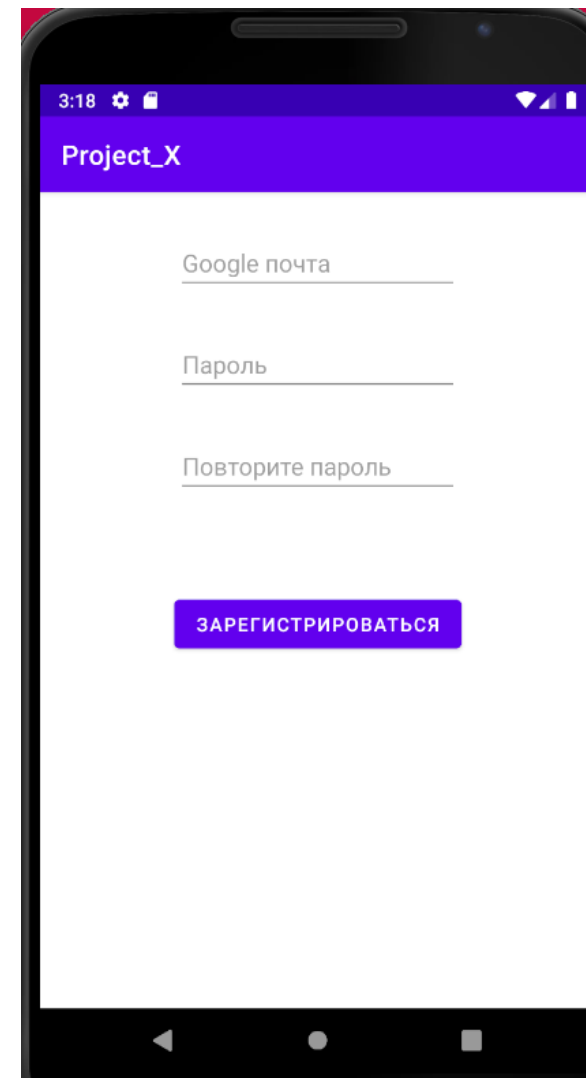 3:18
Project_X
Google почта
Пароль
Повторите пароль
ЗАРЕГИСТРИРОВАТЬСЯ